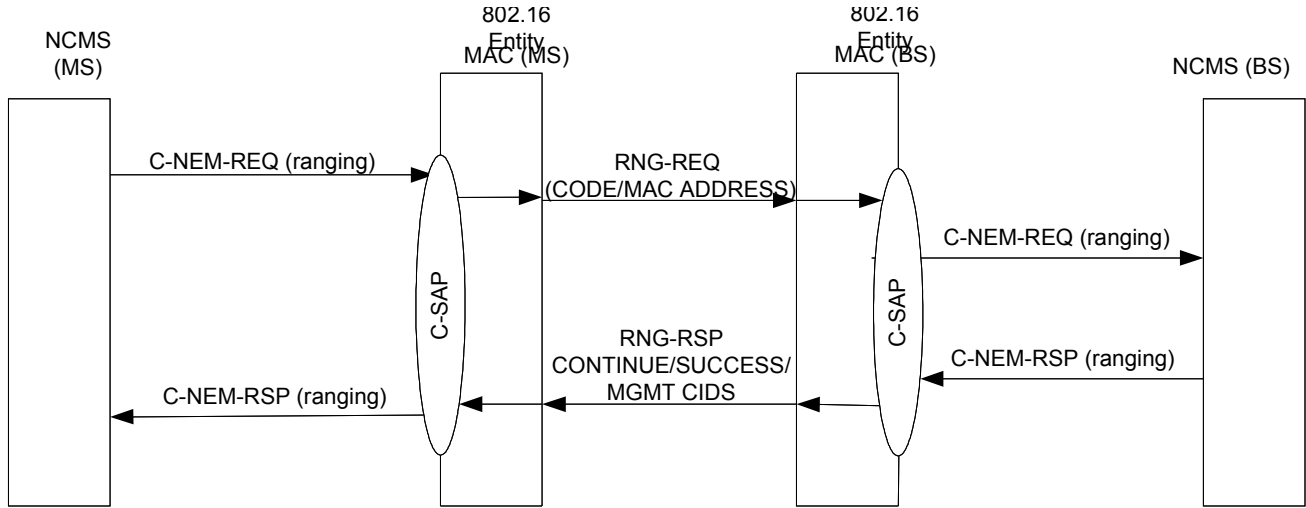 802.16
Entity
MAC (MS)
802.16
Entity
MAC (BS)
NCMS
(MS)
NCMS (BS)
C-NEM-REQ (ranging)
RNG-REQ
(CODE/MAC ADDRESS)
C-NEM-REQ (ranging)
C-SAP
C-SAP
RNG-RSP
CONTINUE/SUCCESS/
MGMT CIDS
C-NEM-RSP (ranging)
C-NEM-RSP (ranging)